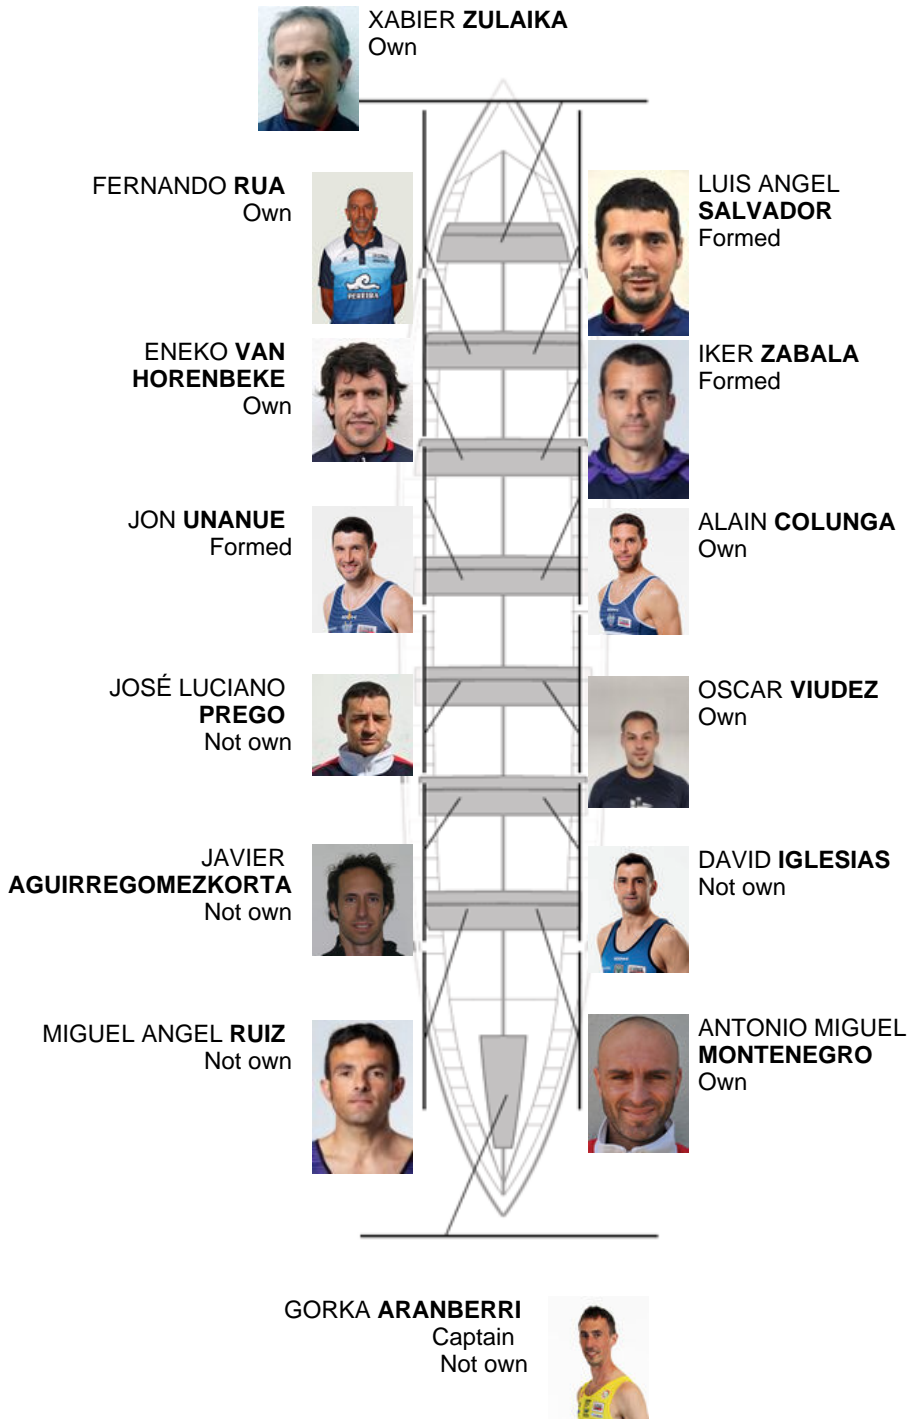 XABIER ZULAIKA
Own
FERNANDO RUA
Own
LUIS ANGEL
SALVADOR
Formed
PEREIRA
ENEKO VAN
HORENBEKE
Own
IKER ZABALA
Formed
JON UNANUE
Formed
ALAIN COLUNGA
Own
JOSÉ LUCIANO
PREGO
Not own
OSCAR VIUDEZ
Own
JAVIER
AGUIRREGOMEZKORTA
Not own
DAVID IGLESIAS
Not own
MIGUEL ANGEL RUIZ
Not own
ANTONIO MIGUEL
MONTENEGRO
Own
GORKA ARANBERRI
Captain
Not own